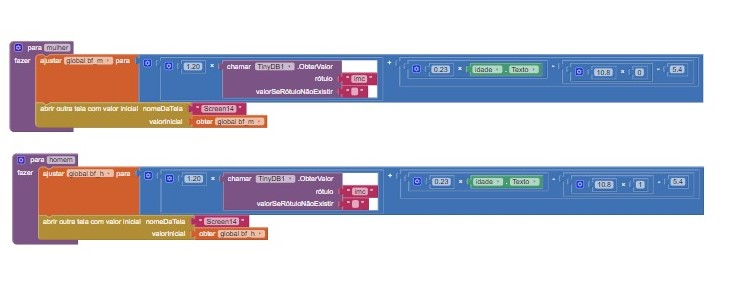 para mulher
fazer ajustar global bf_m para 1.20 × chamar TinyDB1 .ObterValor + 0.23 × Idade . Texto - 10.8 × 0 - 5.4
rótulo " imc "
valorSeRótuloNãoExistir " "
abrir outra tela com valor inicial nomeDaTela " Screen14 "
valorInicial obter global bf_m
para homem
fazer ajustar global bf_h para 1.20 × chamar TinyDB1 .ObterValor + 0.23 × Idade . Texto - 10.8 × 1 - 5.4
rótulo " imc "
valorSeRótuloNãoExistir " "
abrir outra tela com valor inicial nomeDaTela " Screen14 "
valorInicial obter global bf_h